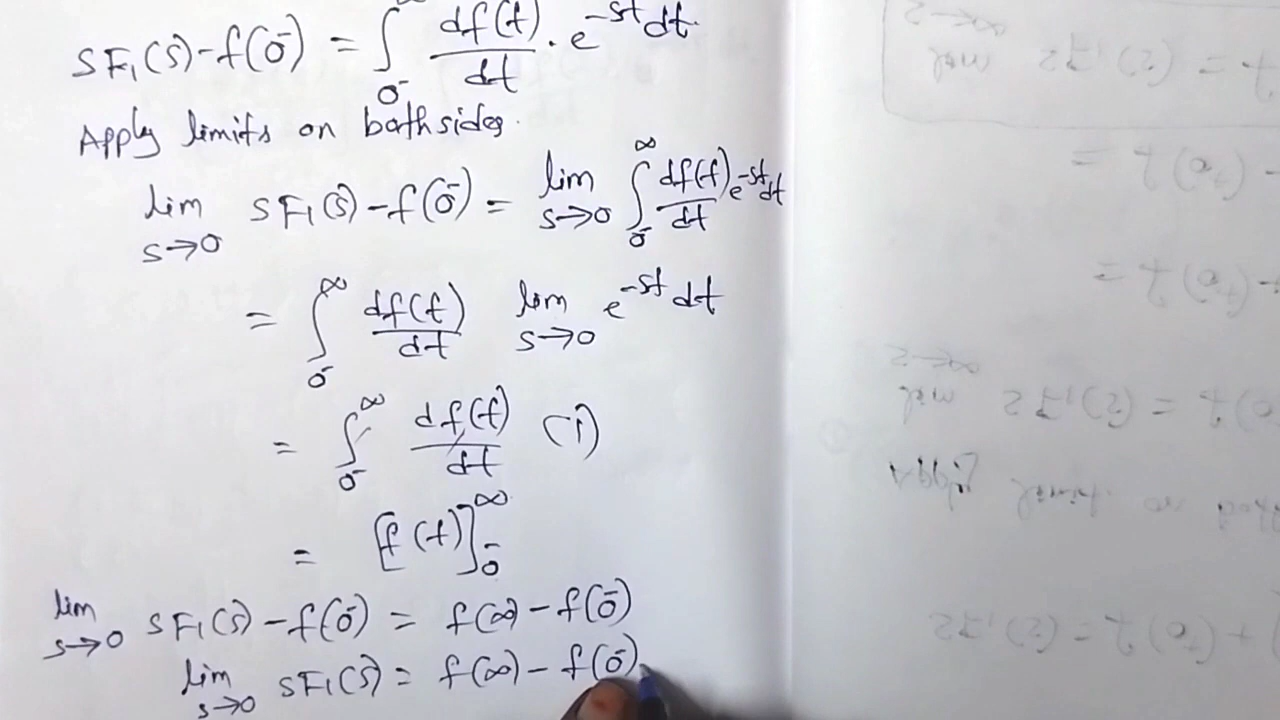 SF₁(s)-f(0⁻) = ∫₀⁻^∞ df(t)/dt . e^-st dt.
Apply limits on bothsides.
lim s→0 SF₁(s)-f(0⁻) = lim s→0 ∫₀⁻^∞ df(t)/dt e^-st dt
= ∫₀⁻^∞ df(t)/dt lim s→0 e^-st dt
= ∫₀⁻^∞ df(t)/dt (1)
= [f(t)]₀⁻^∞
lim s→0 SF₁(s)-f(0⁻) = f(∞)-f(0⁻)
lim s→0 SF₁(s) = f(∞)-f(0⁻)